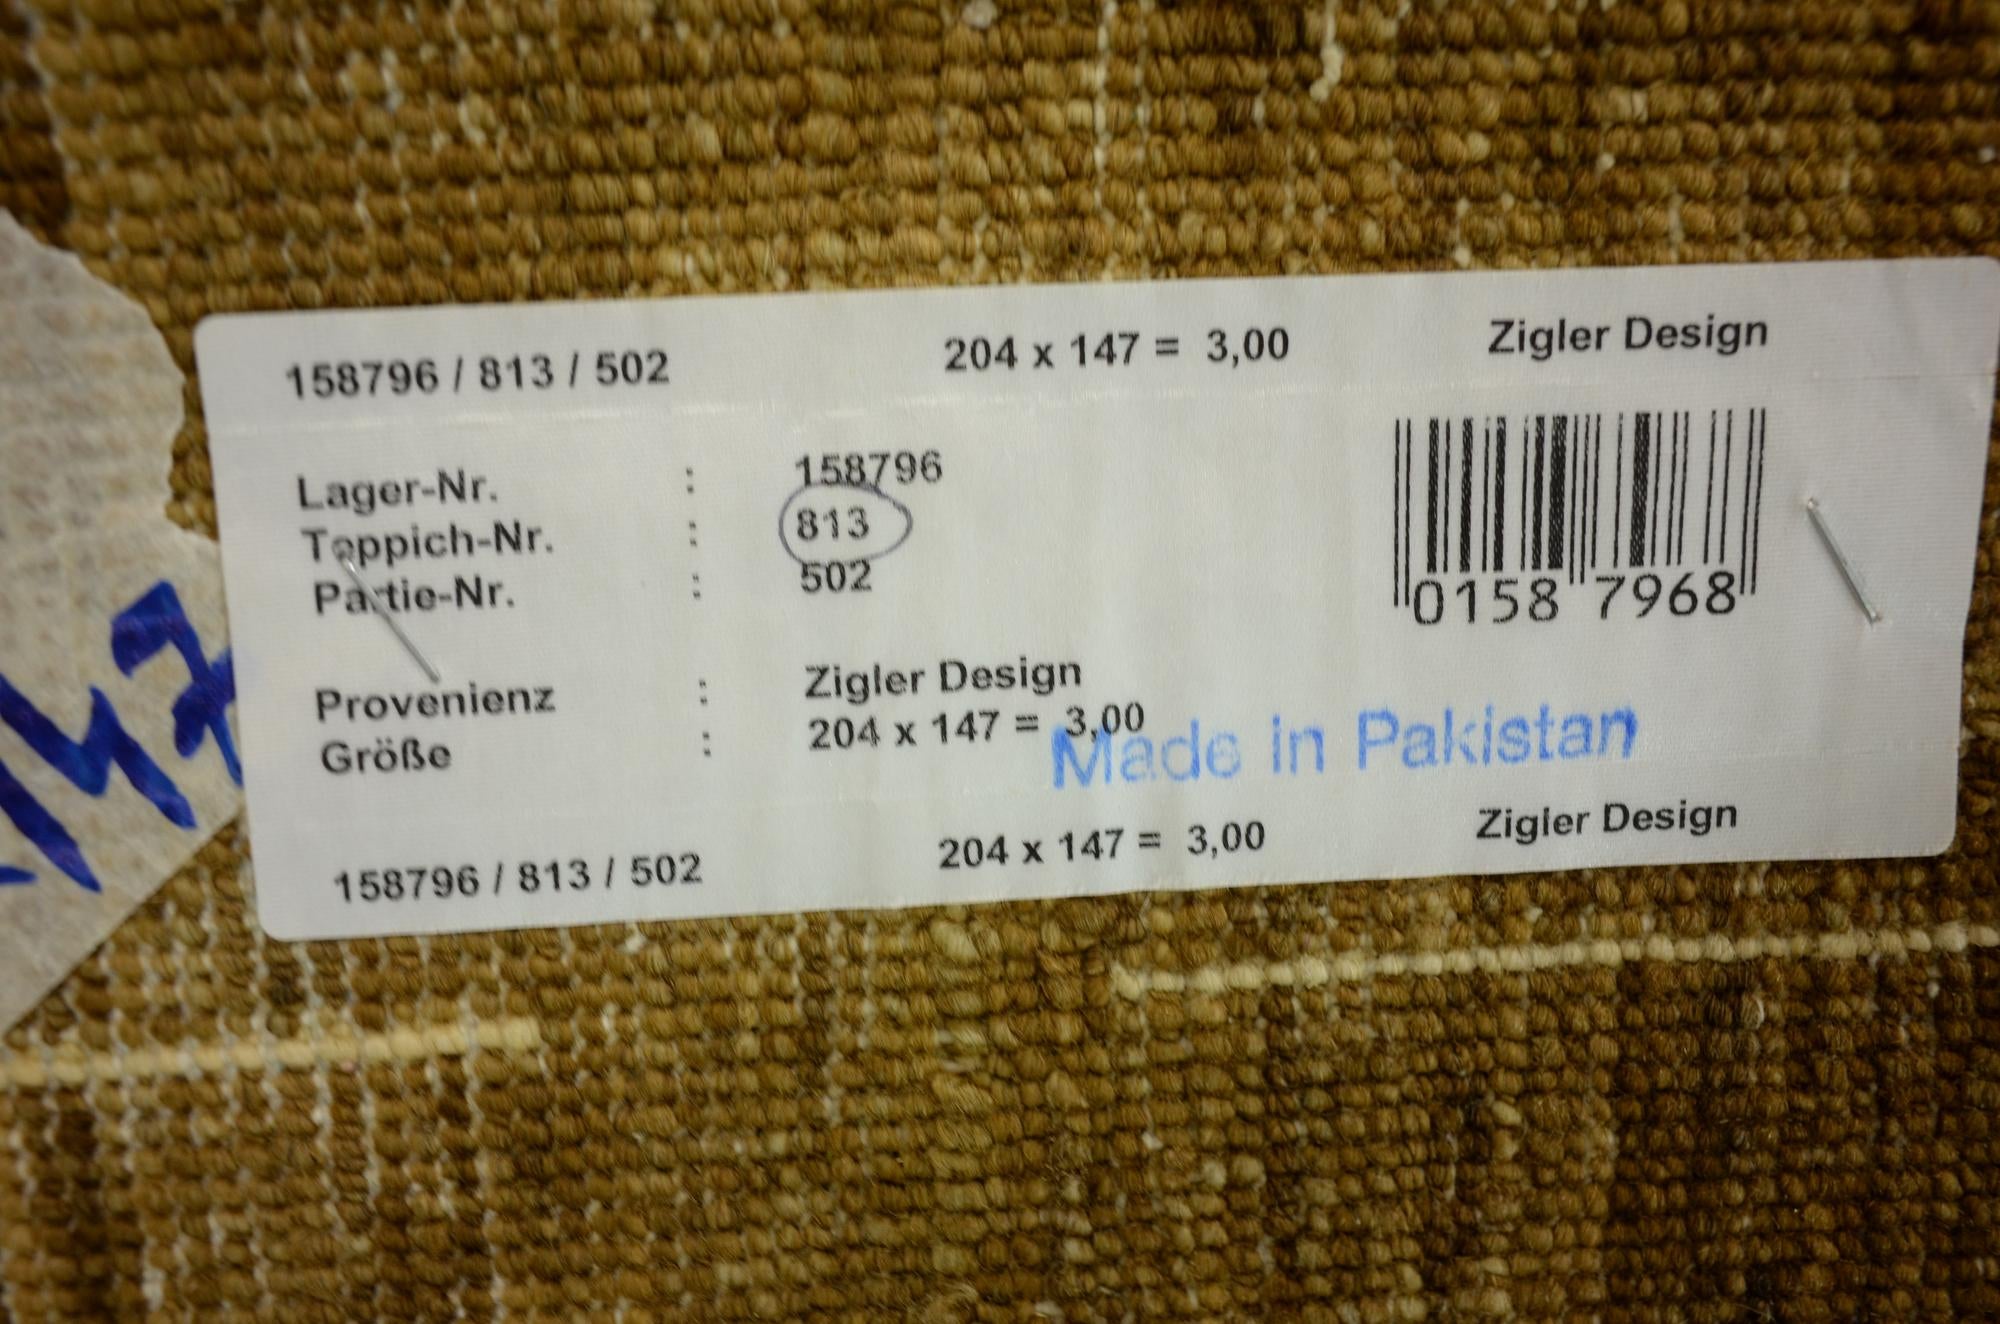 158796 / 813 / 502 204 x 147 = 3,00 Zigler Design
Lager-Nr. : 158796
Teppich-Nr. : 813
Partie-Nr. : 502
0158 7968
Provenienz : Zigler Design
Größe : 204 x 147 = 3,00
Made in Pakistan
158796 / 813 / 502 204 x 147 = 3,00 Zigler Design
147